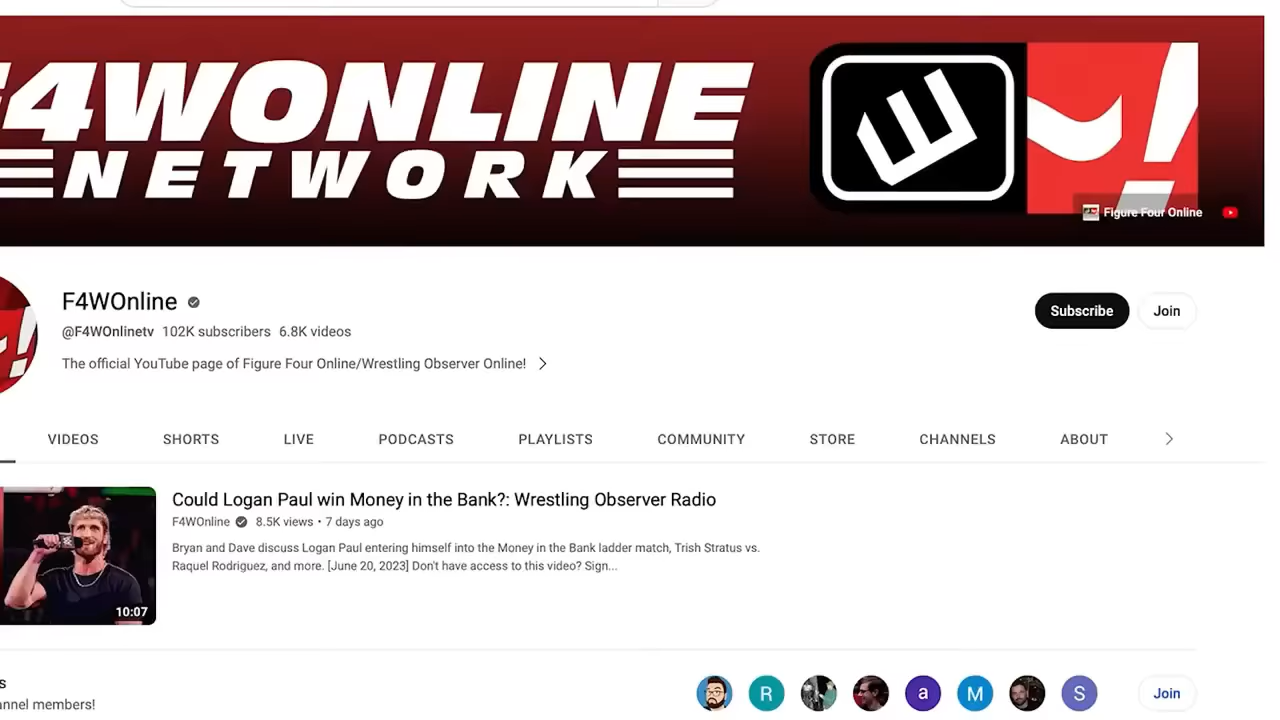 F4WONLINE
NETWORK
Figure Four Online
F4WOnline
@F4WOnlinetv 102K subscribers 6.8K videos
The official YouTube page of Figure Four Online/Wrestling Observer Online!
Subscribe
Join
VIDEOS SHORTS LIVE PODCASTS PLAYLISTS COMMUNITY STORE CHANNELS ABOUT
Could Logan Paul win Money in the Bank?: Wrestling Observer Radio
F4WOnline 8.5K views • 7 days ago
Bryan and Dave discuss Logan Paul entering himself into the Money in the Bank ladder match, Trish Stratus vs.
Raquel Rodriguez, and more. [June 20, 2023] Don't have access to this video? Sign...
10:07
R
a
M
S
Join
members!